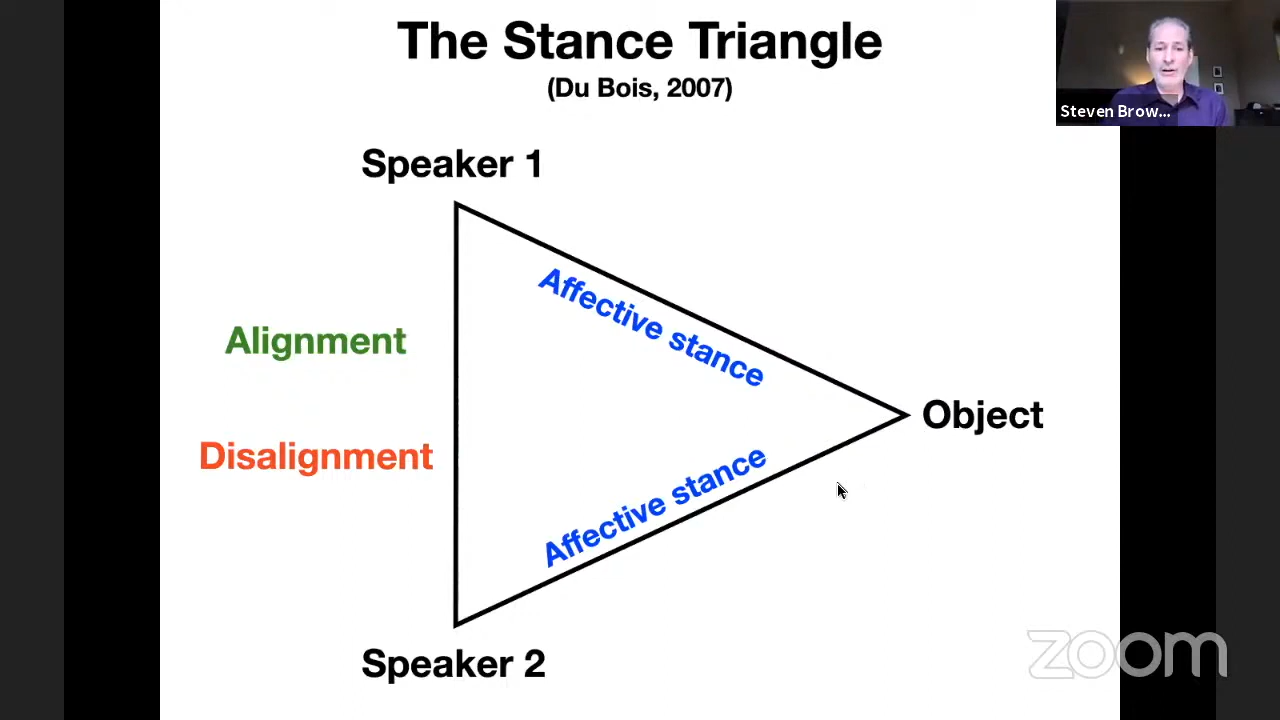 The Stance Triangle
(Du Bois, 2007)
Steven Brow...
Speaker 1
Affective stance
Alignment
Object
Disalignment
Affective stance
Speaker 2
zoom